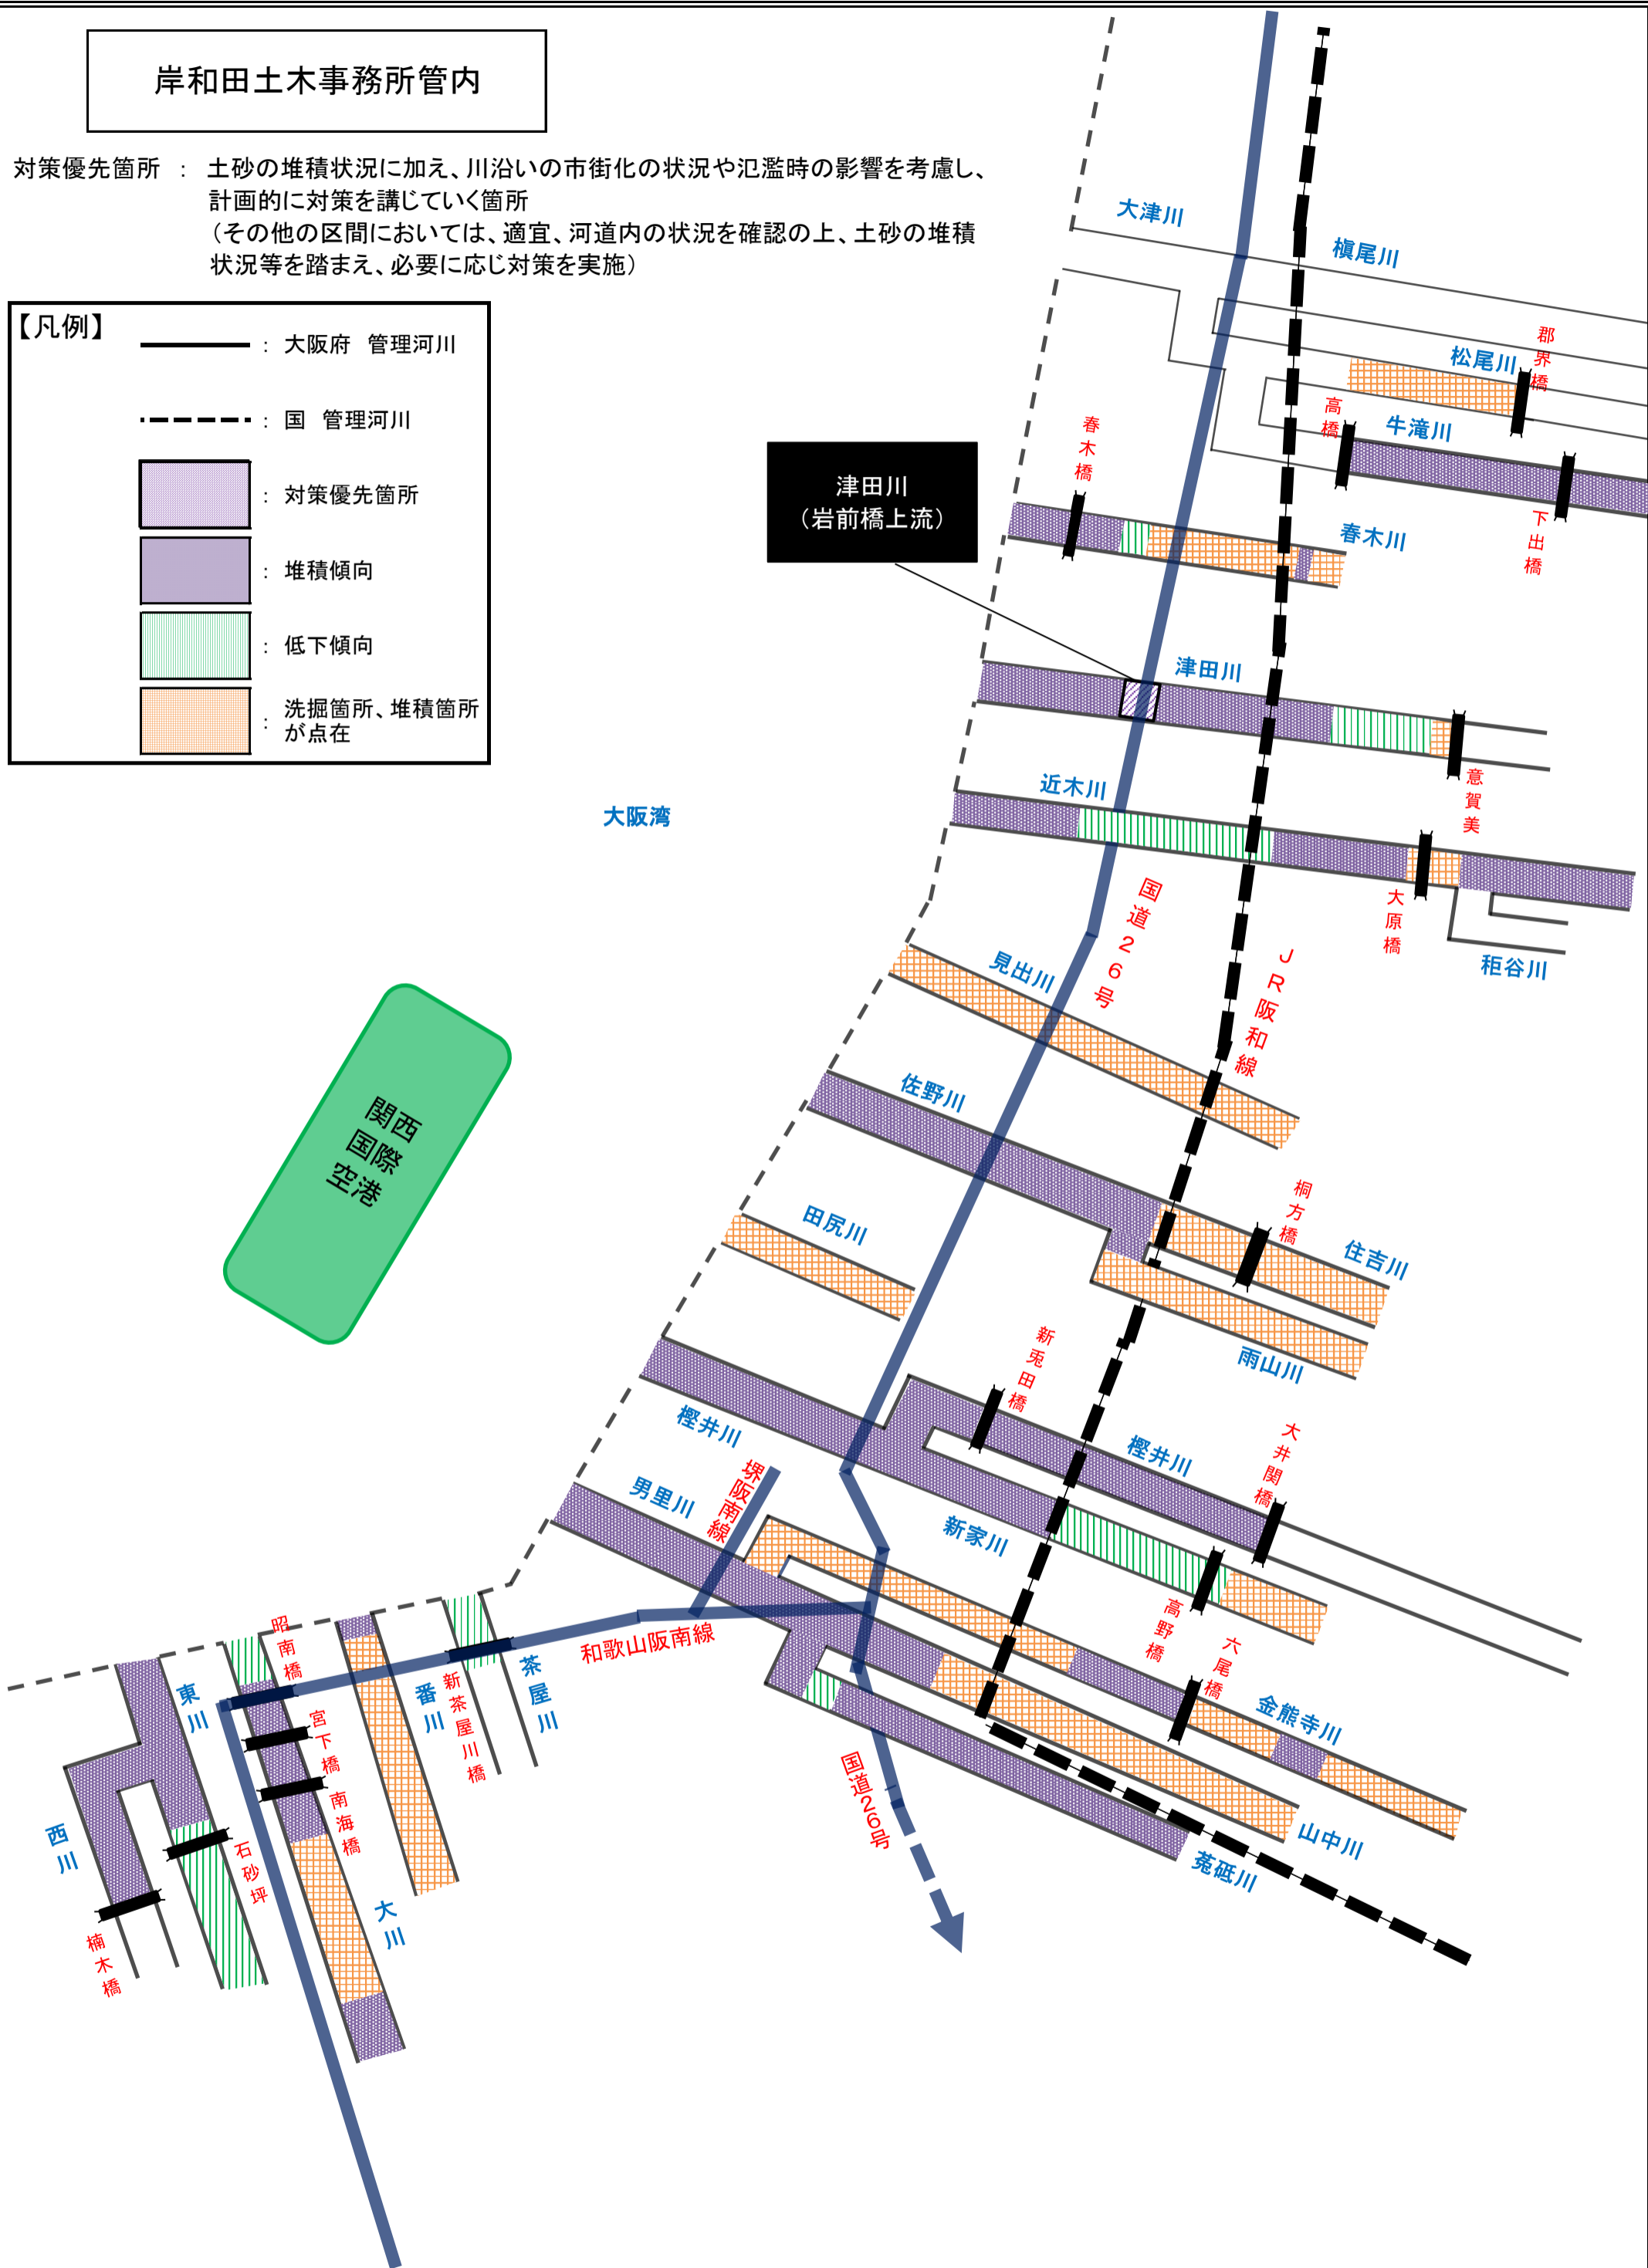 岸和田土木事務所管内
対策優先箇所 : 土砂の堆積状況に加え、川沿いの市街化の状況や氾濫時の影響を考慮し、
計画的に対策を講じていく箇所
（その他の区間においては、適宜、河道内の状況を確認の上、土砂の堆積
状況等を踏まえ、必要に応じ対策を実施）
【凡例】
: 大阪府 管理河川
: 国 管理河川
: 対策優先箇所
: 堆積傾向
: 低下傾向
: 洗掘箇所、堆積箇所
が点在
大津川
槇尾川
郡界橋
松尾川
高橋
牛滝川
春木橋
下出橋
春木川
津田川
（岩前橋上流）
津田川
意賀美
近木川
大阪湾
大原橋
秬谷川
国道26号
JR阪和線
見出川
関西
国際
空港
佐野川
桐方橋
住吉川
田尻川
雨山川
新兎田橋
樫井川
樫井川
大井関橋
堺阪南線
男里川
新家川
高野橋
六尾橋
金熊寺川
和歌山阪南線
昭南橋
東川
宮下橋
番川
新茶屋川橋
茶屋川
南海橋
西川
石砂坪
大川
楠木橋
国道26号
山中川
菟砥川